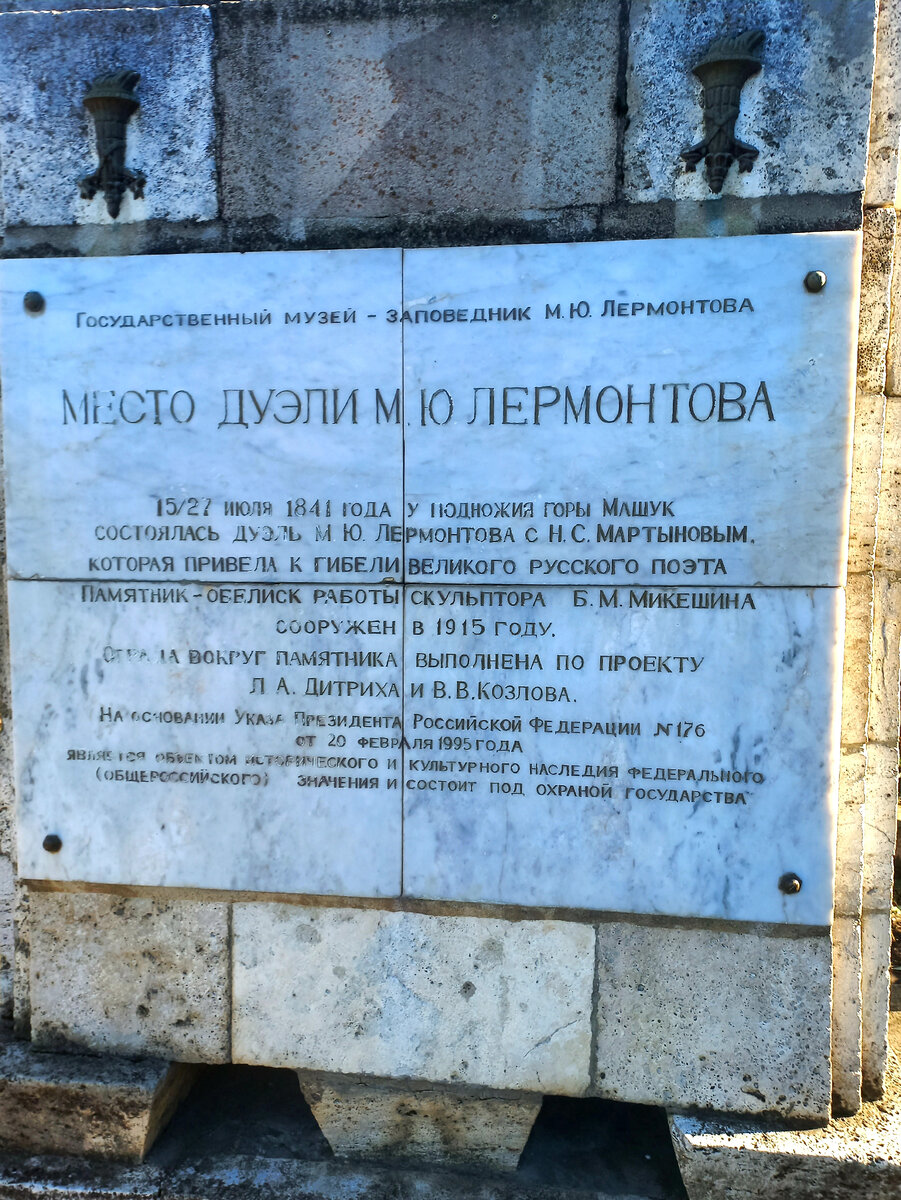 Государственный музей - заповедник М.Ю. Лермонтова
Место дуэли М.Ю Лермонтова
15/27 июля 1841 года у подножия горы Машук
состоялась дуэль М Ю. Лермонтова с Н.С. Мартыновым,
которая привела к гибели великого русского поэта
Памятник-обелиск работы скульптора Б.М.Микешина
сооружен в 1915 году.
Ограда вокруг памятника выполнена по проекту
Л А. Дитриха и В.В.Козлова.
На основании Указа Президента Российской Федерации №176
от 20 февраля 1995 года
является объектом исторического и культурного наследия федерального
(общероссийского) значения и состоит под охраной государства